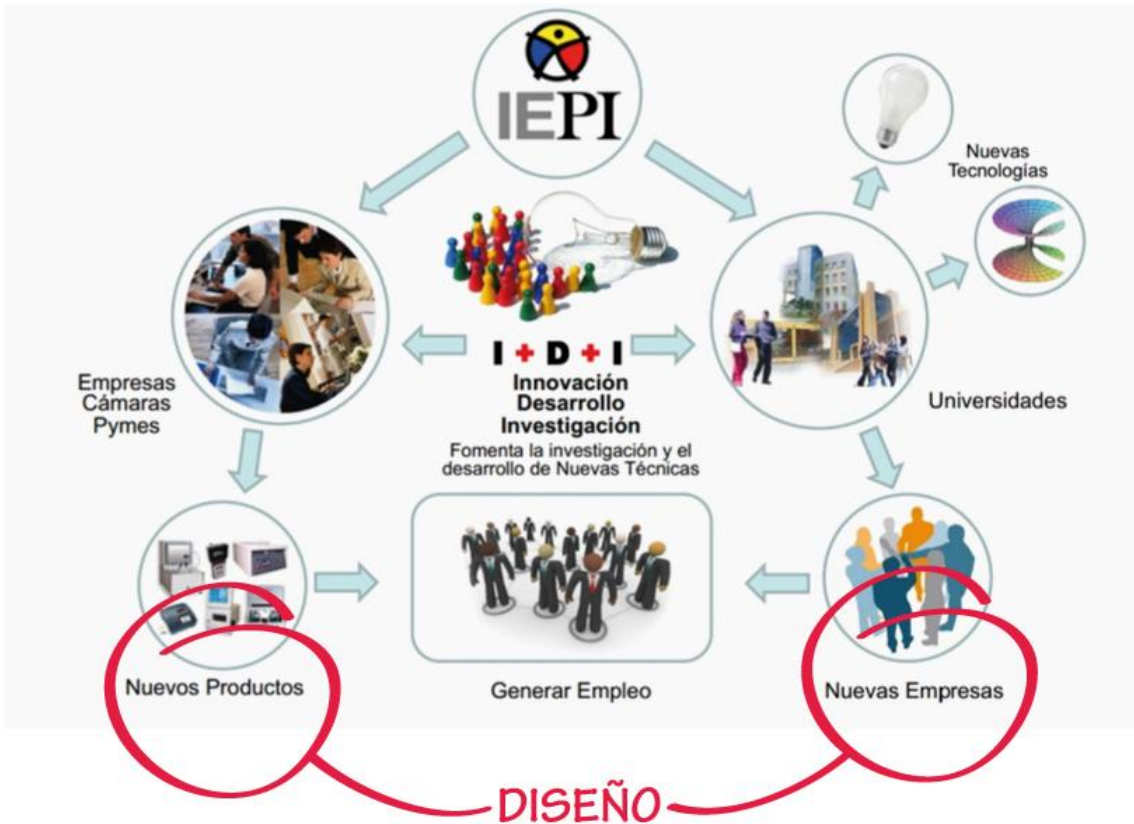 IEPI
Nuevas
Tecnologías
I + D + I
Innovación
Desarrollo
Investigación
Fomenta la investigación y el
desarrollo de Nuevas Técnicas
Empresas
Cámaras
Pymes
Universidades
Nuevos Productos
Generar Empleo
Nuevas Empresas
DISEÑO